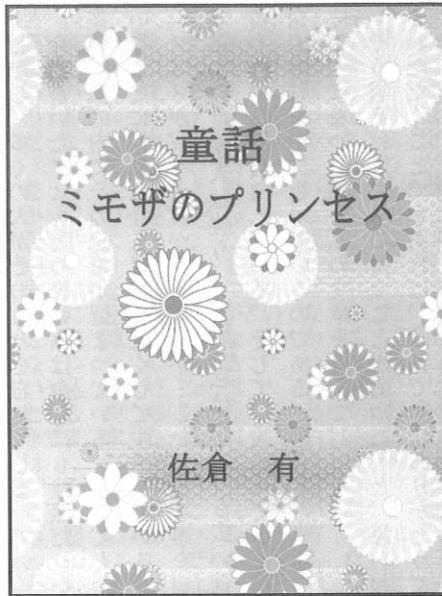 童話
ミモザのプリンセス
佐倉　有